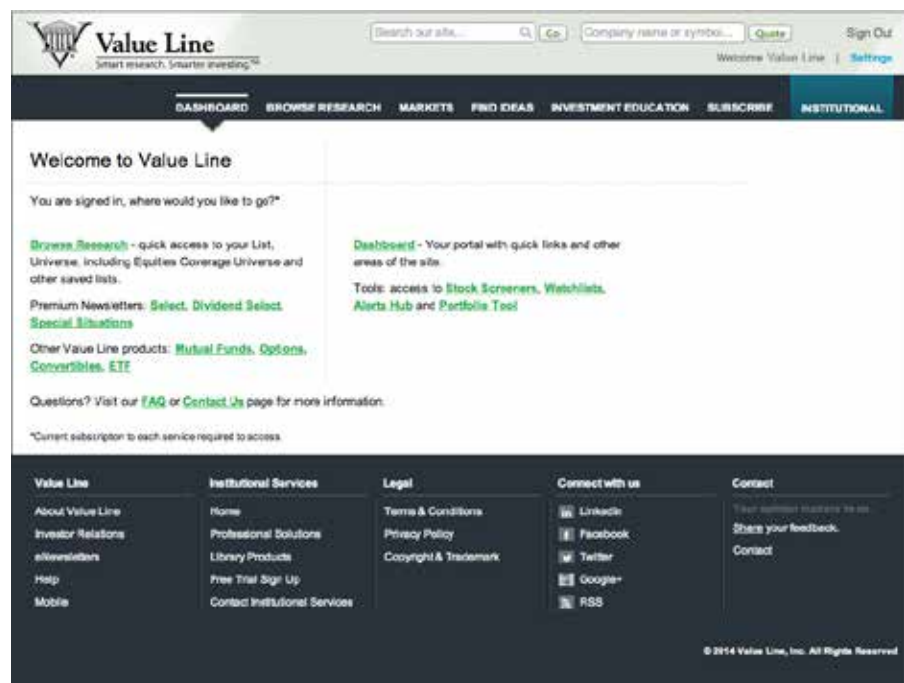 Value Line
Smart research. Smarter investing.™
Search our site... Go Company name or symbol... Quote Sign Out
Welcome Value Line | Settings
DASHBOARD BROWSE RESEARCH MARKETS FIND IDEAS INVESTMENT EDUCATION SUBSCRIBE INSTITUTIONAL
Welcome to Value Line
You are signed in, where would you like to go?*
Browse Research - quick access to your List,
Universe, including Equities Coverage Universe and
other saved lists.
Premium Newsletters: Select, Dividend Select,
Special Situations
Other Value Line products: Mutual Funds, Options,
Convertibles, ETF
Dashboard - Your portal with quick links and other
areas of the site.
Tools: access to Stock Screeners, Watchlists,
Alerts Hub and Portfolio Tool
Questions? Visit our FAQ or Contact Us page for more information.
*Current subscription to each service required to access.
Value Line
About Value Line
Investor Relations
eNewsletters
Help
Mobile
Institutional Services
Home
Professional Solutions
Library Products
Free Trial Sign Up
Contact Institutional Services
Legal
Terms & Conditions
Privacy Policy
Copyright & Trademark
Connect with us
LinkedIn
Facebook
Twitter
Google+
RSS
Contact
Your opinion matters to us.
Share your feedback.
Contact
© 2014 Value Line, Inc. All Rights Reserved